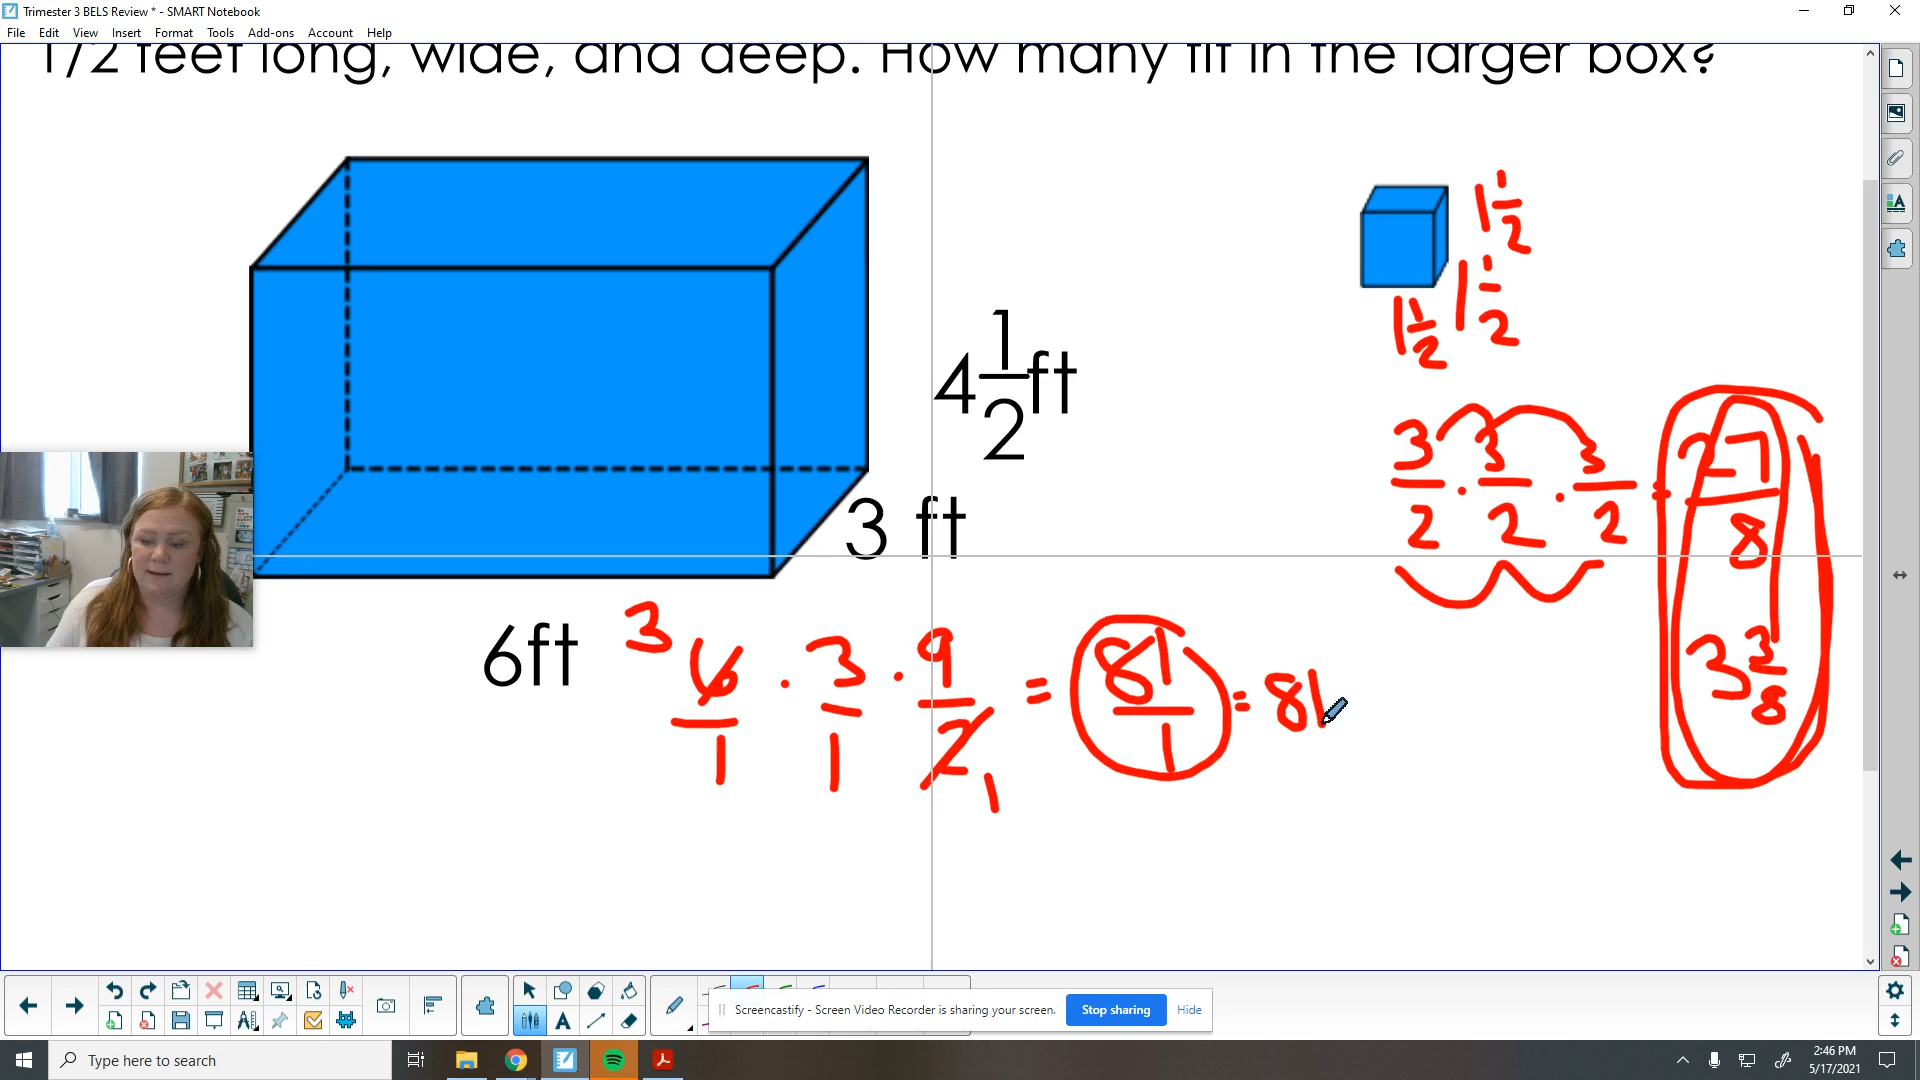 Trimester 3 BELS Review * - SMART Notebook
File Edit View Insert Format Tools Add-ons Account Help
1/2 feet long, wide, and deep. How many fit in the larger box?
1 1/2
1 1/2
1 1/2
4 1/2 ft
3/2 · 3/2 · 3/2 = 27/8
3 3/8
3 ft
6ft
3
6/1 · 3/1 · 9/2 = 81/1 = 81
1
Screencastify - Screen Video Recorder is sharing your screen. Stop sharing Hide
Type here to search
2:46 PM
5/17/2021